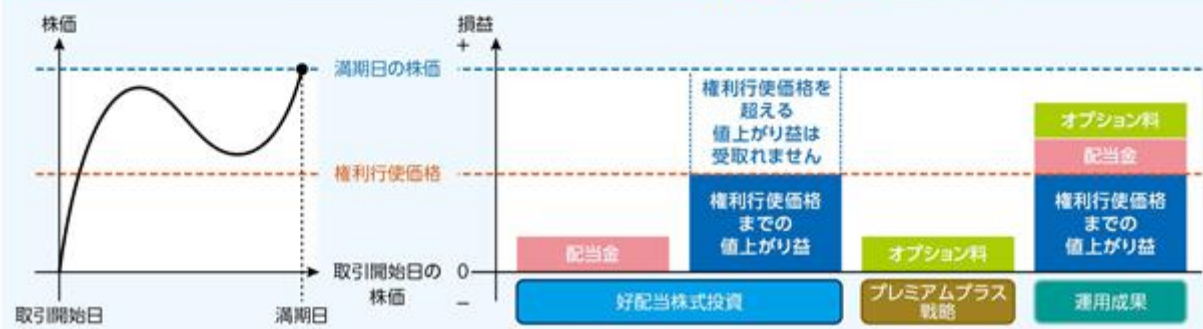 株価
満期日の株価
権利行使価格
取引開始日の
株価
取引開始日
満期日
損益
+
0
−
権利行使価格を
超える
値上がり益は
受取れません
配当金
権利行使価格
までの
値上がり益
オプション料
オプション料
配当金
権利行使価格
までの
値上がり益
好配当株式投資
プレミアムプラス
戦略
運用成果